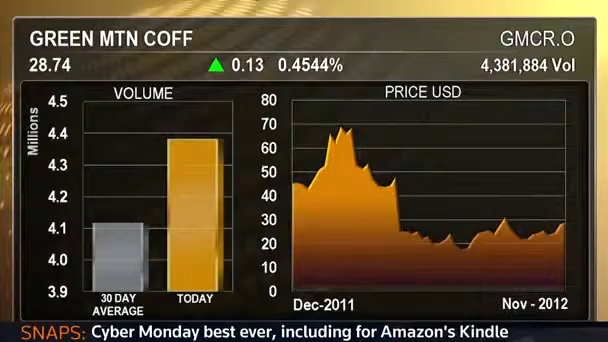 GREEN MTN COFF GMCR.O
28.74 0.13 0.4544% 4,381,884 Vol
VOLUME
Millions
4.5
4.4
4.3
4.2
4.1
4.0
3.9
30 DAY
AVERAGE
TODAY
PRICE USD
80
70
60
50
40
30
20
10
0
Dec-2011 Nov - 2012
SNAPS: Cyber Monday best ever, including for Amazon's Kindle